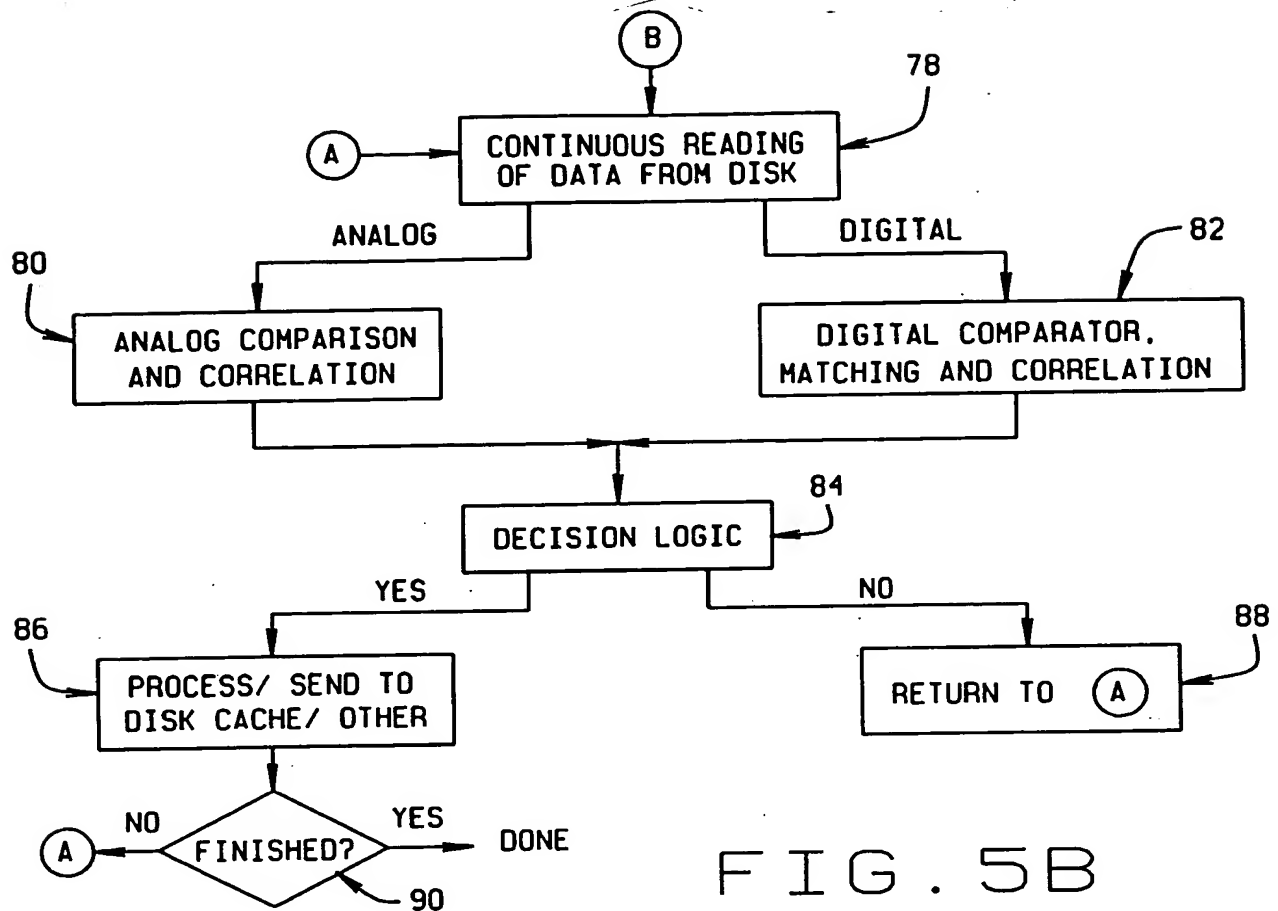 B
78
A
CONTINUOUS READING
OF DATA FROM DISK
ANALOG
DIGITAL
80
82
ANALOG COMPARISON
AND CORRELATION
DIGITAL COMPARATOR.
MATCHING AND CORRELATION
84
DECISION LOGIC
YES
NO
86
88
PROCESS/ SEND TO
DISK CACHE/ OTHER
RETURN TO A
NO
YES
A
FINISHED?
DONE
90
FIG. 5B